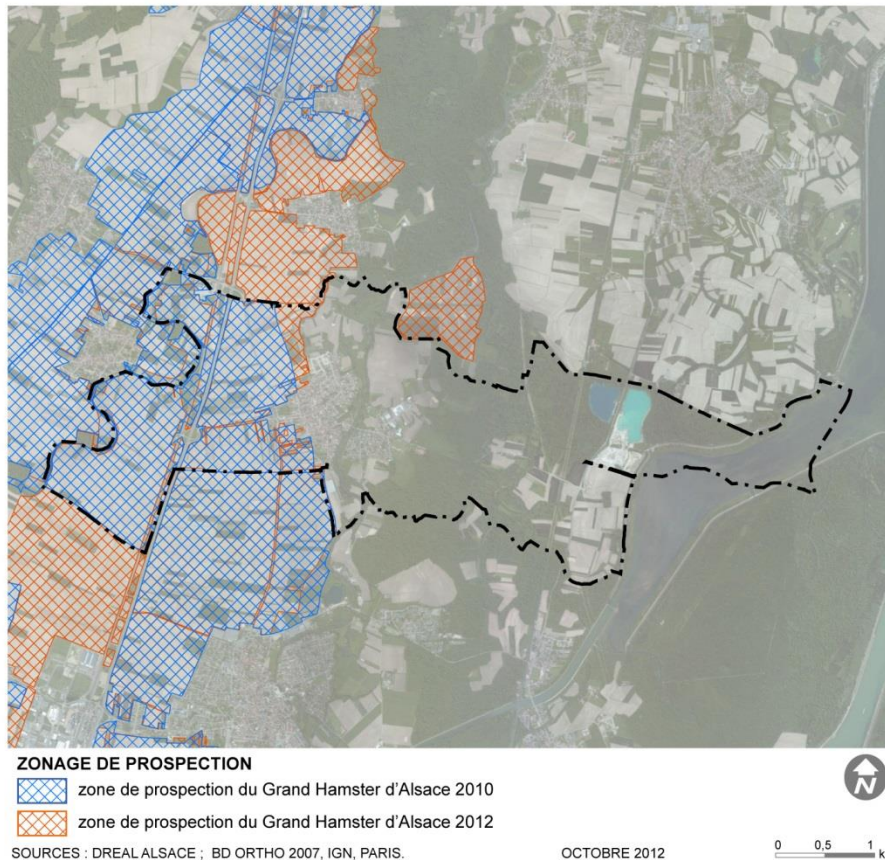 ZONAGE DE PROSPECTION
zone de prospection du Grand Hamster d'Alsace 2010
zone de prospection du Grand Hamster d'Alsace 2012
N
SOURCES : DREAL ALSACE ; BD ORTHO 2007, IGN, PARIS. OCTOBRE 2012 0 0,5 1 k